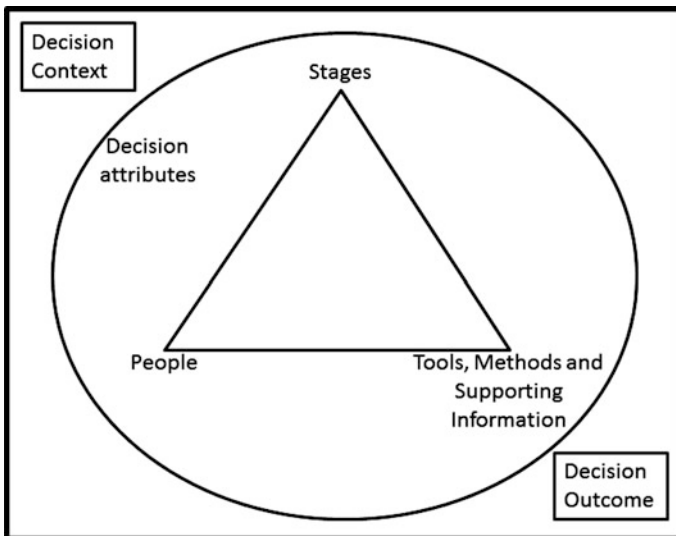 Decision
Context
Stages
Decision
attributes
People
Tools, Methods and
Supporting
Information
Decision
Outcome